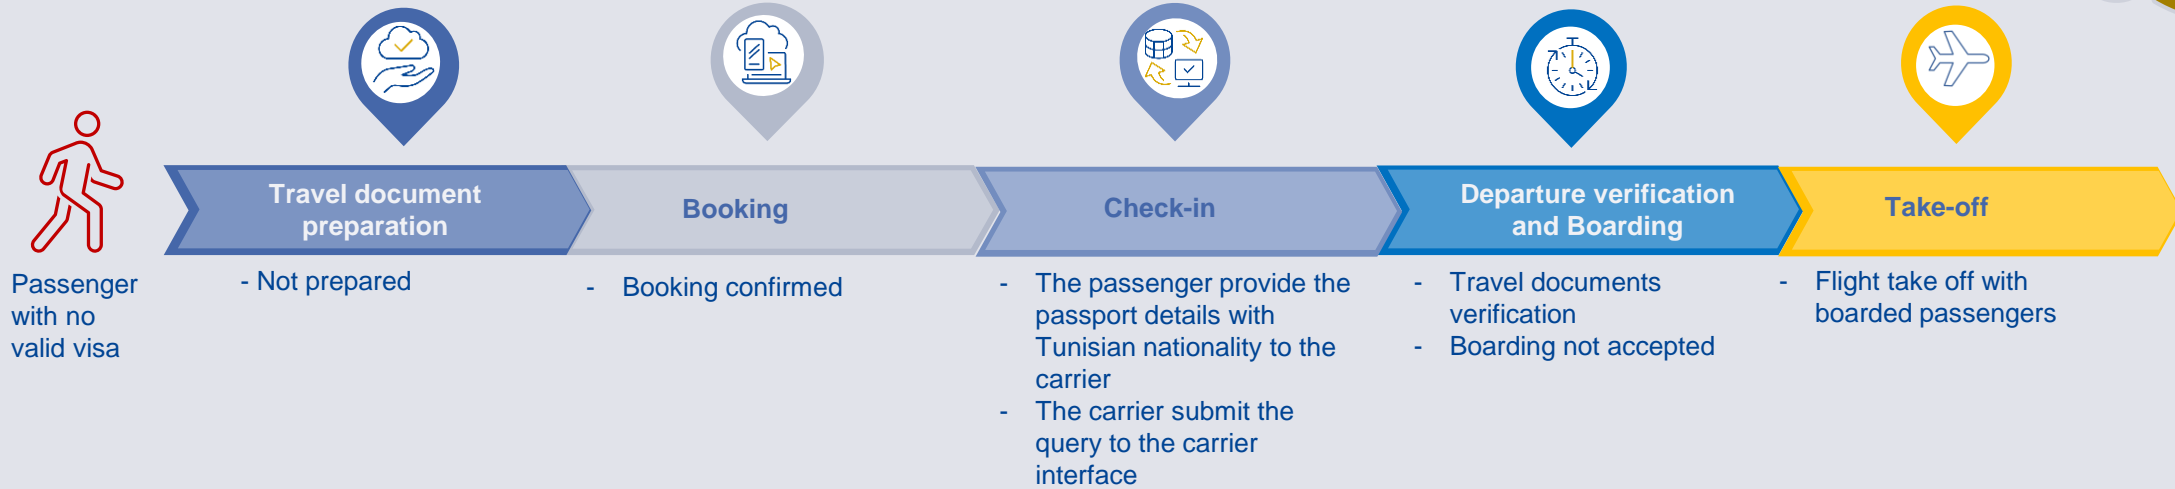 Travel document
preparation
Booking
Check-in
Departure verification
and Boarding
Take-off
Passenger
with no
valid visa
- Not prepared
- Booking confirmed
- The passenger provide the
passport details with
Tunisian nationality to the
carrier
- The carrier submit the
query to the carrier
interface
- Travel documents
verification
- Boarding not accepted
- Flight take off with
boarded passengers